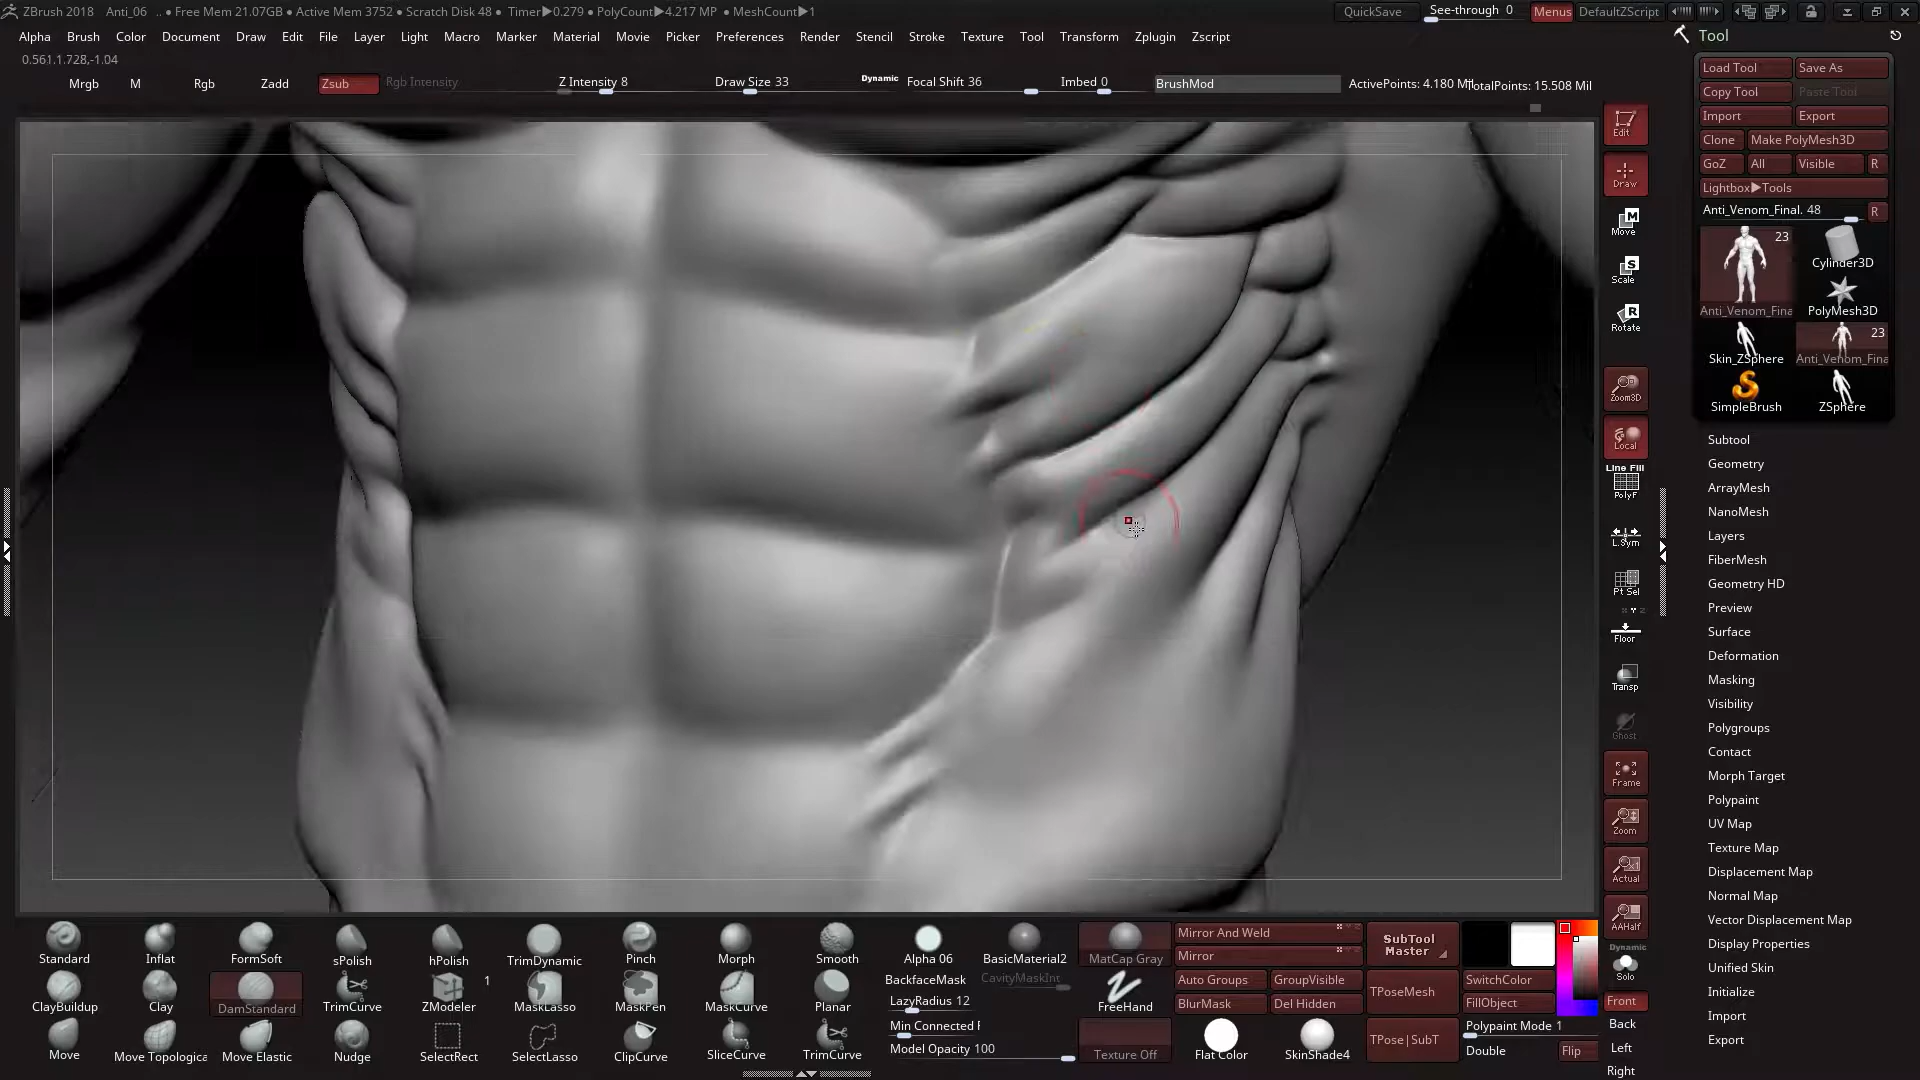 ZBrush 2018 Anti_06 .. ● Free Mem 21.07GB ● Active Mem 3752 ● Scratch Disk 48 ● Timer▶0.279 ● PolyCount▶4.217 MP ● MeshCount▶1 QuickSave See-through 0 Menus DefaultZScript
Alpha Brush Color Document Draw Edit File Layer Light Macro Marker Material Movie Picker Preferences Render Stencil Stroke Texture Tool Transform Zplugin Zscript
0.561,1.728,-1.04
Mrgb M Rgb Zadd Zsub Rgb Intensity Z Intensity 8 Draw Size 33 Dynamic Focal Shift 36 Imbed 0 BrushMod ActivePoints: 4.180 Mil TotalPoints: 15.508 Mil
Edit
Draw
Move
Scale
Rotate
Zoom3D
Local
Line Fill
PolyF
L.Sym
Pt Sel
Floor
Transp
Ghost
Frame
Zoom
Actual
AAHalf
Dynamic
Solo
Front
Back
Left
Right
Tool
Load Tool Save As
Copy Tool Paste Tool
Import Export
Clone Make PolyMesh3D
GoZ All Visible R
Lightbox▶Tools
Anti_Venom_Final. 48 R
23
Cylinder3D
Anti_Venom_Fina PolyMesh3D
23
Skin_ZSphere Anti_Venom_Fina
SimpleBrush ZSphere
Subtool
Geometry
ArrayMesh
NanoMesh
Layers
FiberMesh
Geometry HD
Preview
Surface
Deformation
Masking
Visibility
Polygroups
Contact
Morph Target
Polypaint
UV Map
Texture Map
Displacement Map
Normal Map
Vector Displacement Map
Display Properties
Unified Skin
Initialize
Import
Export
Standard Inflat FormSoft sPolish hPolish TrimDynamic Pinch Morph Smooth Alpha 06 BasicMaterial2 MatCap Gray
ClayBuildup Clay DamStandard TrimCurve ZModeler 1 MaskLasso MaskPen MaskCurve Planar
Move Move Topologica Move Elastic Nudge SelectRect SelectLasso ClipCurve SliceCurve TrimCurve
BackfaceMask CavityMaskInt
LazyRadius 12
Min Connected P
Model Opacity 100
FreeHand
Texture Off
Mirror And Weld
Mirror
Auto Groups GroupVisible
BlurMask Del Hidden
Flat Color SkinShade4
SubTool
Master
TPoseMesh
TPose|SubT
SwitchColor
FillObject
Polypaint Mode 1
Double Flip